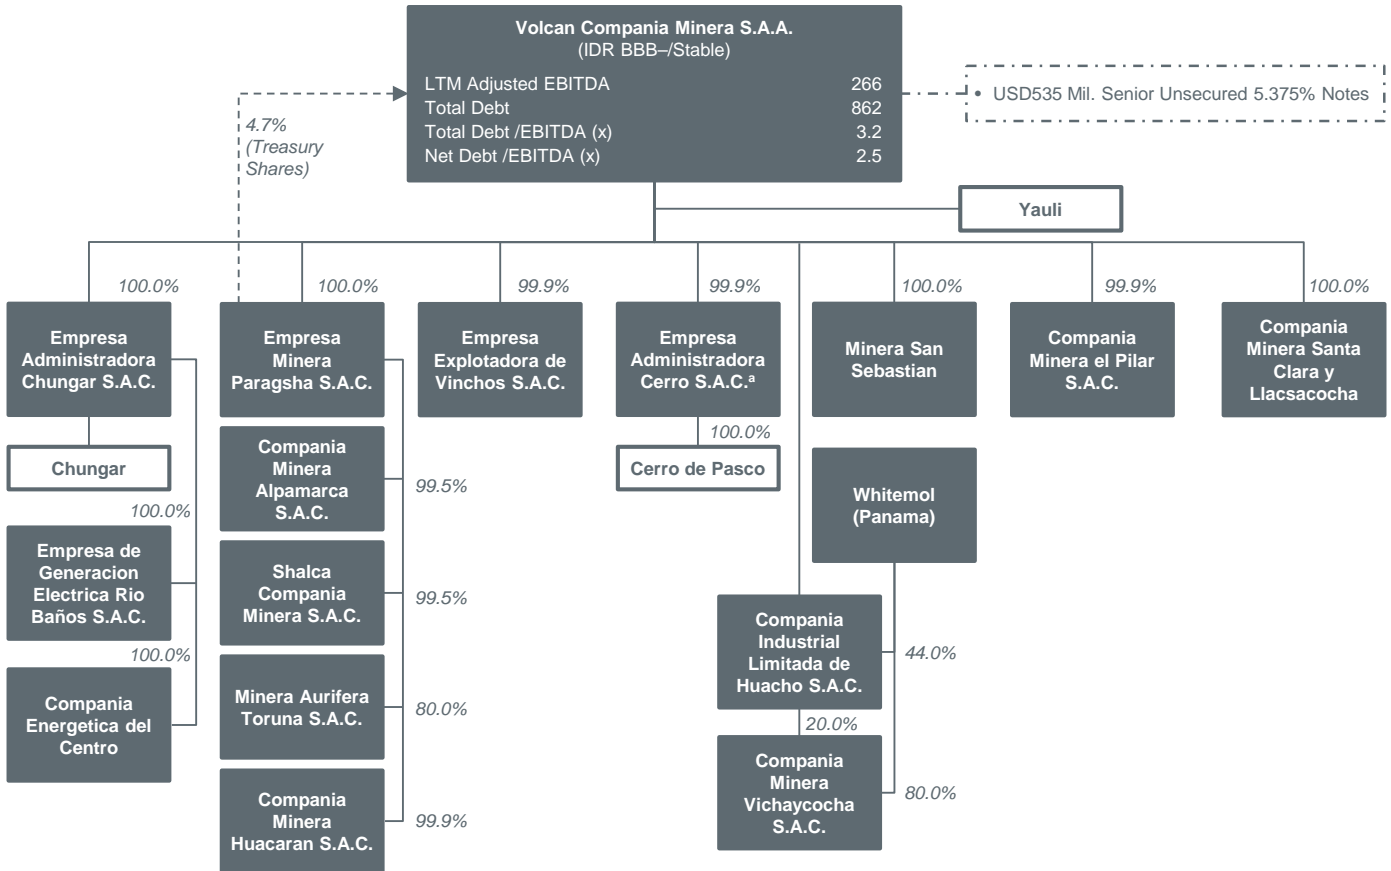 Volcan Compania Minera S.A.A.
(IDR BBB–/Stable)
LTM Adjusted EBITDA 266
Total Debt 862
Total Debt /EBITDA (x) 3.2
Net Debt /EBITDA (x) 2.5
• USD535 Mil. Senior Unsecured 5.375% Notes
4.7%
(Treasury
Shares)
Yauli
100.0%
100.0%
99.9%
99.9%
100.0%
99.9%
100.0%
Empresa
Administradora
Chungar S.A.C.
Empresa
Minera
Paragsha S.A.C.
Empresa
Explotadora de
Vinchos S.A.C.
Empresa
Administradora
Cerro S.A.C.ª
Minera San
Sebastian
Compania
Minera el Pilar
S.A.C.
Compania
Minera Santa
Clara y
Llacsacocha
Chungar
100.0%
Empresa de
Generacion
Electrica Rio
Baños S.A.C.
100.0%
Compania
Energetica del
Centro
Compania
Minera
Alpamarca
S.A.C.
99.5%
Shalca
Compania
Minera S.A.C.
99.5%
Minera Aurifera
Toruna S.A.C.
80.0%
Compania
Minera
Huacaran S.A.C.
99.9%
100.0%
Cerro de Pasco
Whitemol
(Panama)
Compania
Industrial
Limitada de
Huacho S.A.C.
44.0%
20.0%
Compania
Minera
Vichaycocha
S.A.C.
80.0%